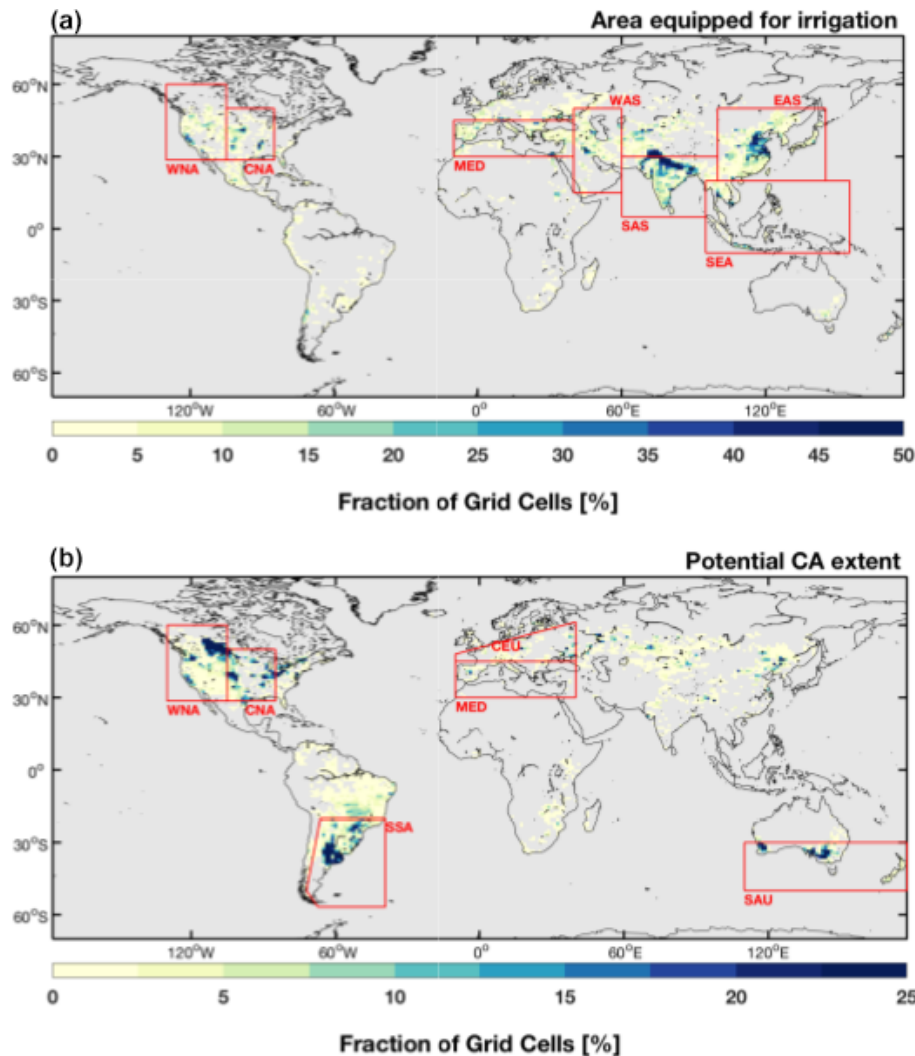 (a)
Area equipped for irrigation
60°N
30°N
0°
30°S
60°S
WNA
CNA
MED
WAS
EAS
SAS
SEA
120°W
60°W
0°
60°E
120°E
0
5
10
15
20
25
30
35
40
45
50
Fraction of Grid Cells [%]
(b)
Potential CA extent
60°N
30°N
0°
30°S
60°S
WNA
CNA
CEU
MED
SSA
SAU
120°W
60°W
0°
60°E
120°E
0
5
10
15
20
25
Fraction of Grid Cells [%]